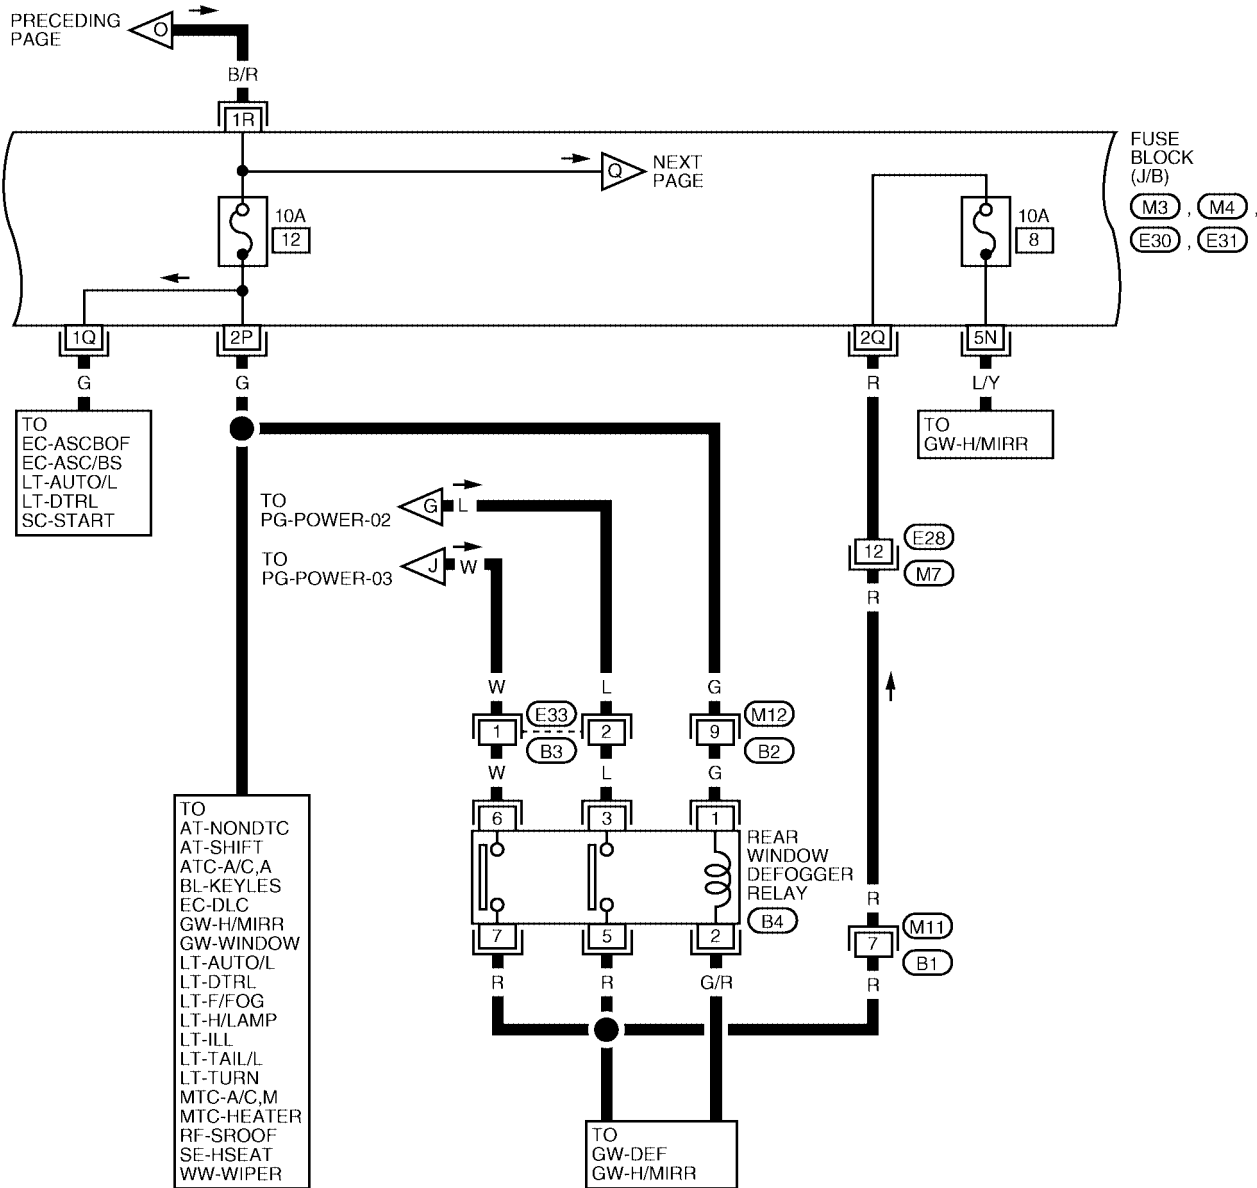 PRECEDING
PAGE
O
B/R
1R
FUSE
BLOCK
(J/B)
M3 , M4 ,
E30 , E31
Q
NEXT
PAGE
10A
12
10A
8
1Q
2P
2Q
5N
G
G
R
L/Y
TO
EC-ASCBOF
EC-ASC/BS
LT-AUTO/L
LT-DTRL
SC-START
TO
GW-H/MIRR
TO
PG-POWER-02
G
L
TO
PG-POWER-03
J
W
12
E28
M7
R
W
L
G
1
E33
B3
2
9
M12
B2
W
L
G
6
3
1
REAR
WINDOW
DEFOGGER
RELAY
B4
7
5
2
R
R
G/R
R
7
M11
B1
R
TO
AT-NONDTC
AT-SHIFT
ATC-A/C,A
BL-KEYLES
EC-DLC
GW-H/MIRR
GW-WINDOW
LT-AUTO/L
LT-DTRL
LT-F/FOG
LT-H/LAMP
LT-ILL
LT-TAIL/L
LT-TURN
MTC-A/C,M
MTC-HEATER
RF-SROOF
SE-HSEAT
WW-WIPER
TO
GW-DEF
GW-H/MIRR